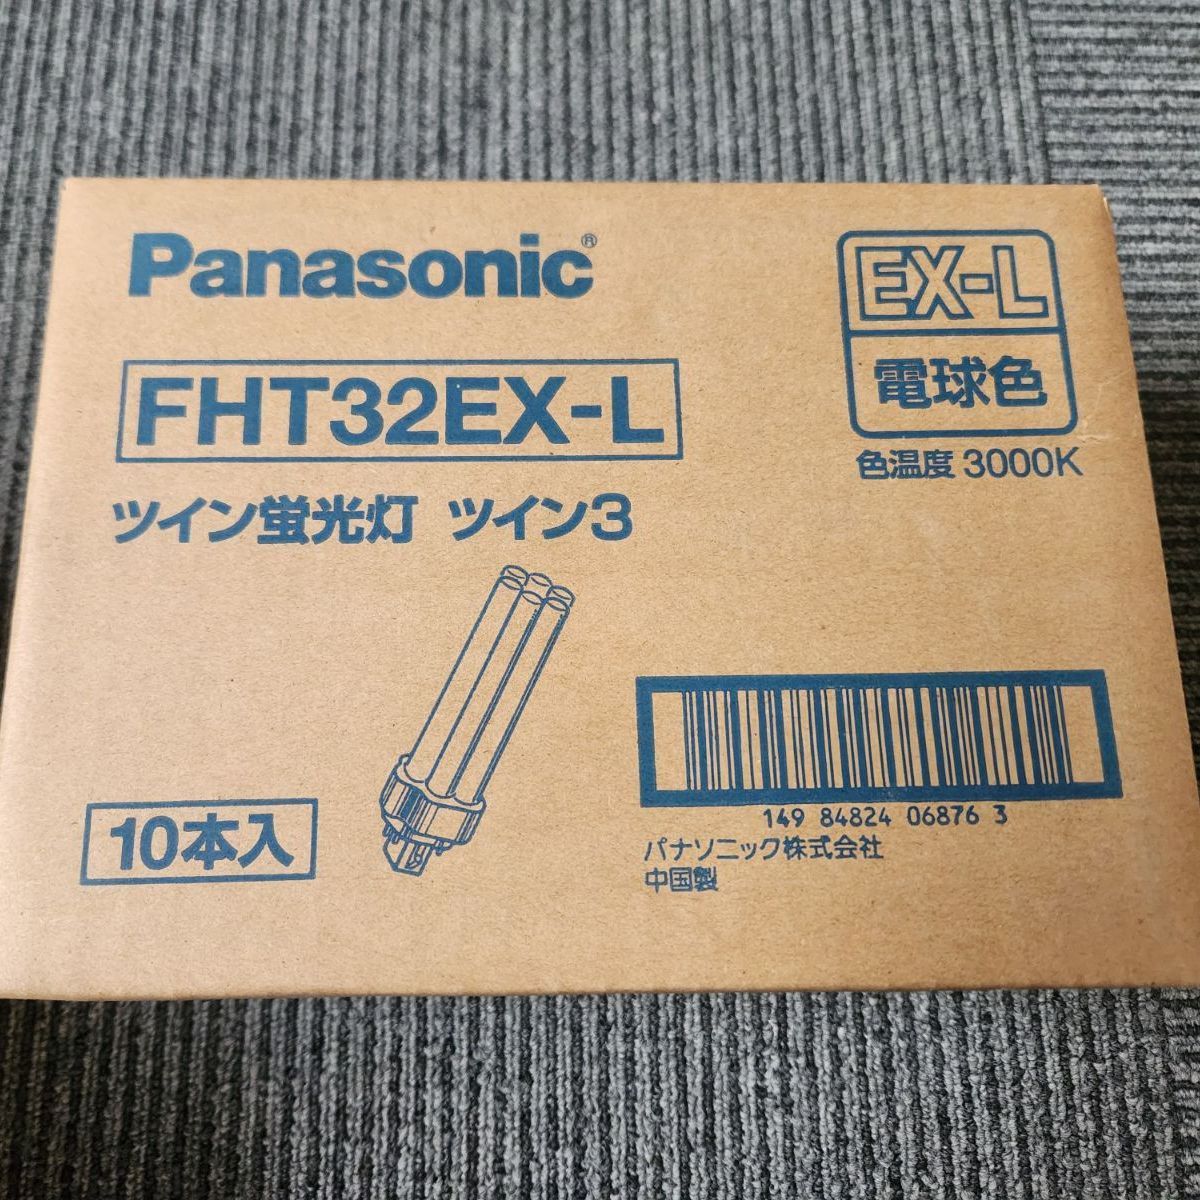 Panasonic®
EX-L
電球色
色温度 3000K
FHT32EX-L
ツイン蛍光灯 ツイン3
10本入
149 84824 06876 3
パナソニック株式会社
中国製